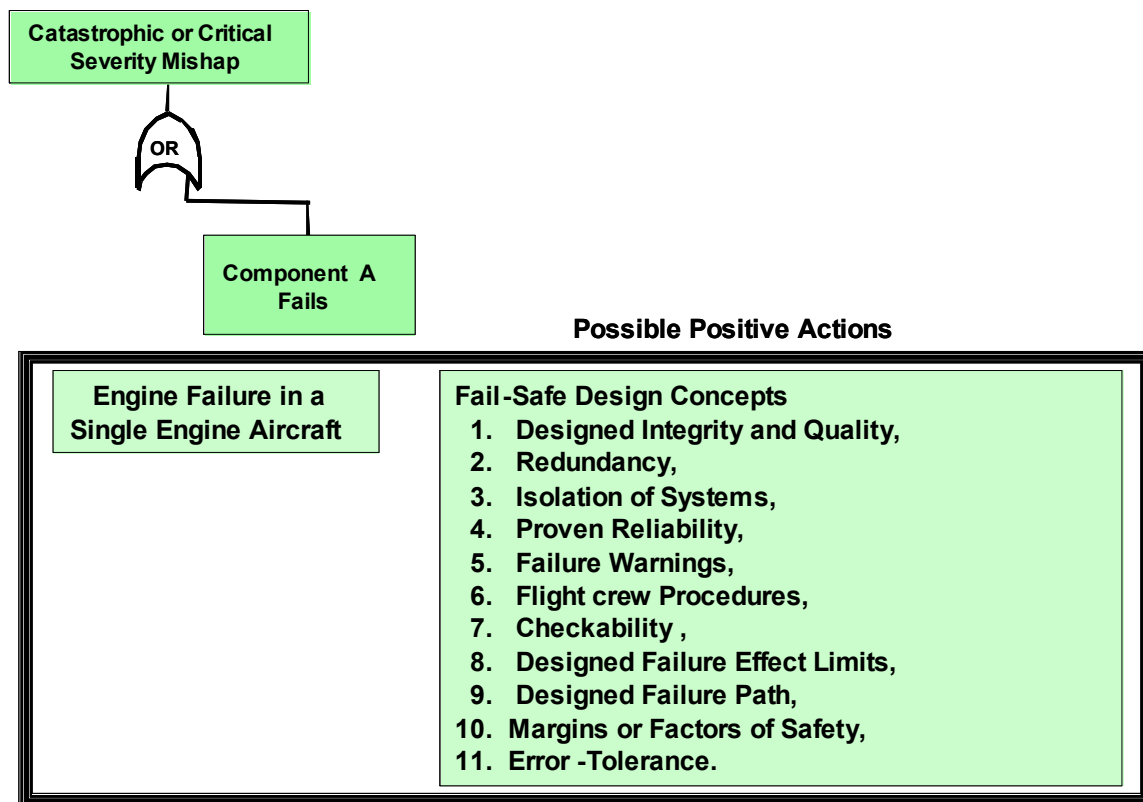 Catastrophic or Critical
Severity Mishap
OR
Component A
Fails
Possible Positive Actions
Engine Failure in a
Single Engine Aircraft
Fail-Safe Design Concepts
1. Designed Integrity and Quality,
2. Redundancy,
3. Isolation of Systems,
4. Proven Reliability,
5. Failure Warnings,
6. Flight crew Procedures,
7. Checkability ,
8. Designed Failure Effect Limits,
9. Designed Failure Path,
10. Margins or Factors of Safety,
11. Error -Tolerance.